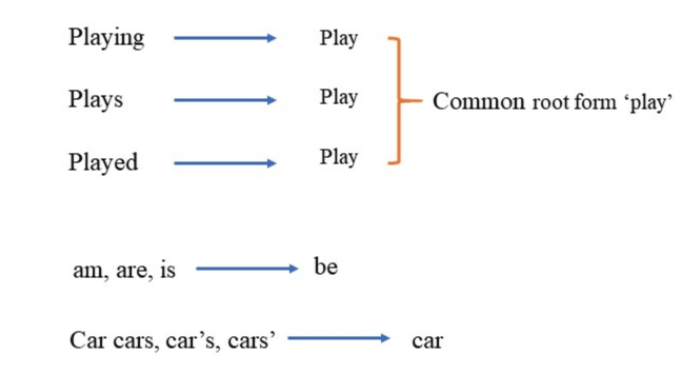 Playing Play
Plays Play Common root form ‘play’
Played Play
am, are, is be
Car cars, car’s, cars’ car